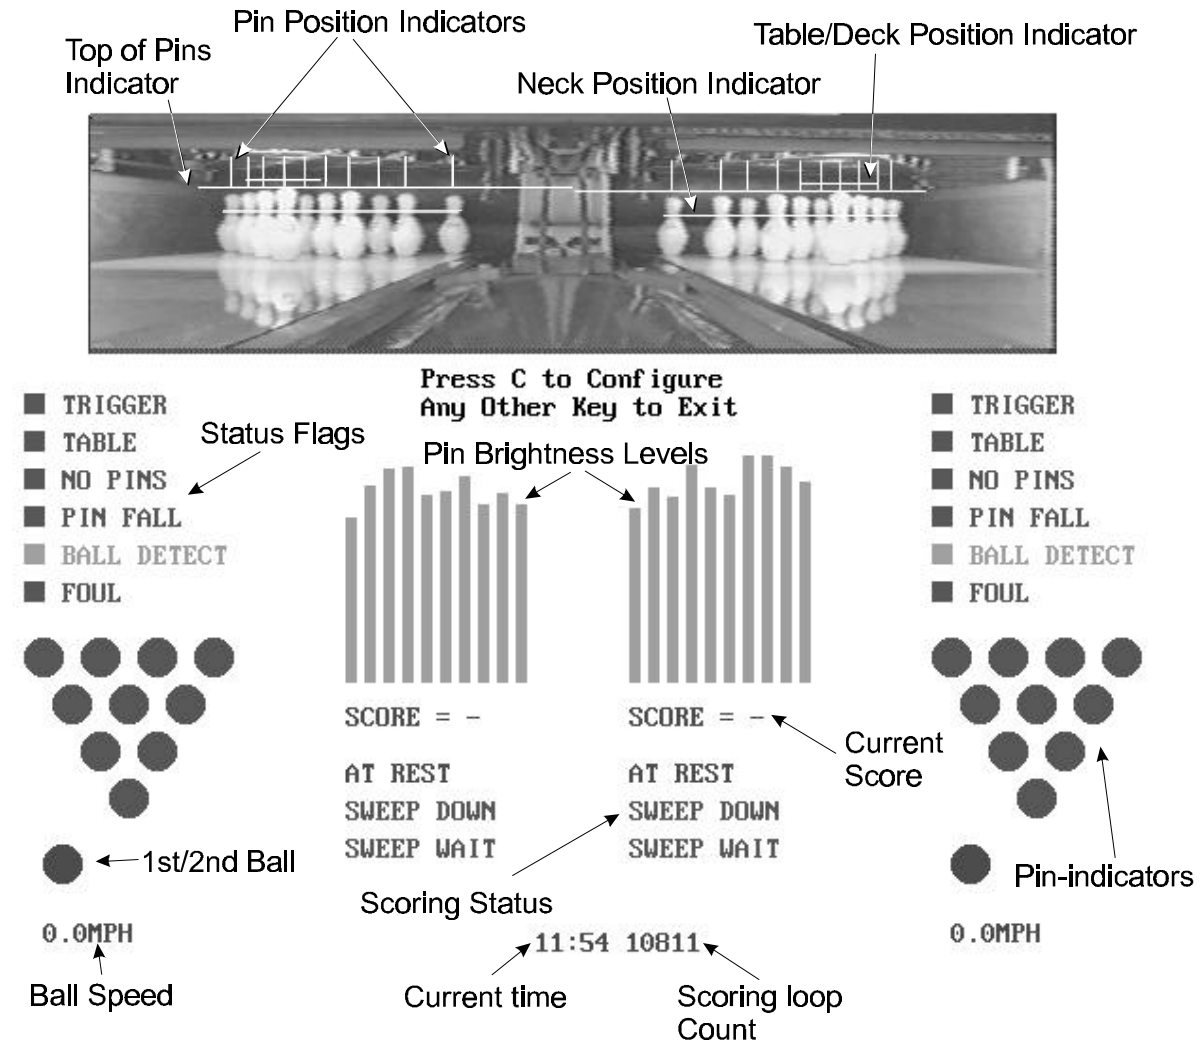 Pin Position Indicators
Table/Deck Position Indicator
Top of Pins
Indicator
Neck Position Indicator
Press C to Configure
Any Other Key to Exit
TRIGGER
TABLE
NO PINS
PIN FALL
BALL DETECT
FOUL
Status Flags
Pin Brightness Levels
TRIGGER
TABLE
NO PINS
PIN FALL
BALL DETECT
FOUL
SCORE = -
SCORE = -
Current
Score
AT REST
SWEEP DOWN
SWEEP WAIT
AT REST
SWEEP DOWN
SWEEP WAIT
1st/2nd Ball
Pin-indicators
Scoring Status
0.0MPH
11:54 10811
0.0MPH
Ball Speed
Current time
Scoring loop
Count